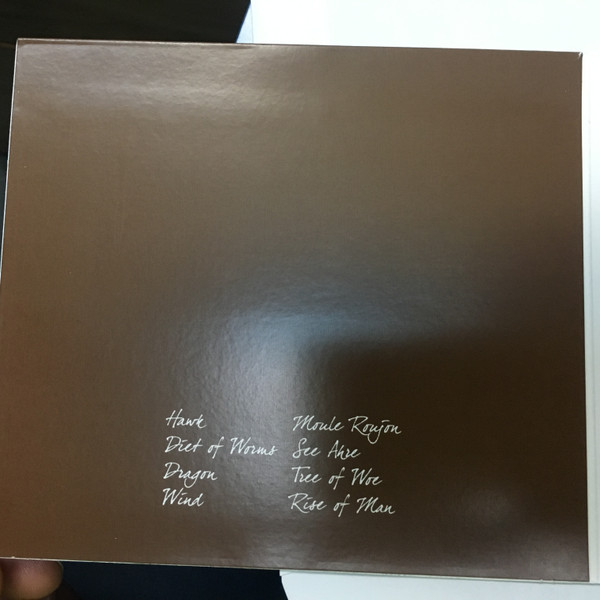 Hawk
Diet of Worms
Dragon
Wind
Moule Roujon
See Ahre
Tree of Woe
Rise of Man